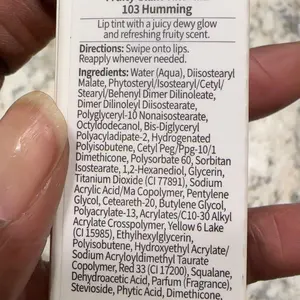 103 Humming
Lip tint with a juicy dewy glow
and refreshing fruity scent.
Directions: Swipe onto lips.
Reapply whenever needed.
Ingredients: Water (Aqua), Diisostearyl
Malate, Phytosteryl/Isostearyl/Cetyl/
Stearyl/Behenyl Dimer Dilinoleate,
Dimer Dilinoleyl Diisostearate,
Polyglyceryl-10 Nonaisostearate,
Octyldodecanol, Bis-Diglyceryl
Polyacyladipate-2, Hydrogenated
Polyisobutene, Cetyl Peg/Ppg-10/1
Dimethicone, Polysorbate 60, Sorbitan
Isostearate, 1,2-Hexanediol, Glycerin,
Titanium Dioxide (CI 77891), Sodium
Acrylic Acid/Ma Copolymer, Pentylene
Glycol, Ceteareth-20, Butylene Glycol,
Polyacrylate-13, Acrylates/C10-30 Alkyl
Acrylate Crosspolymer, Yellow 6 Lake
(CI 15985), Ethylhexylglycerin,
Polyisobutene, Hydroxyethyl Acrylate/
Sodium Acryloyldimethyl Taurate
Copolymer, Red 33 (CI 17200), Squalane,
Dehydroacetic Acid, Parfum (Fragrance),
Stevioside, Phytic Acid, Dimethicone,